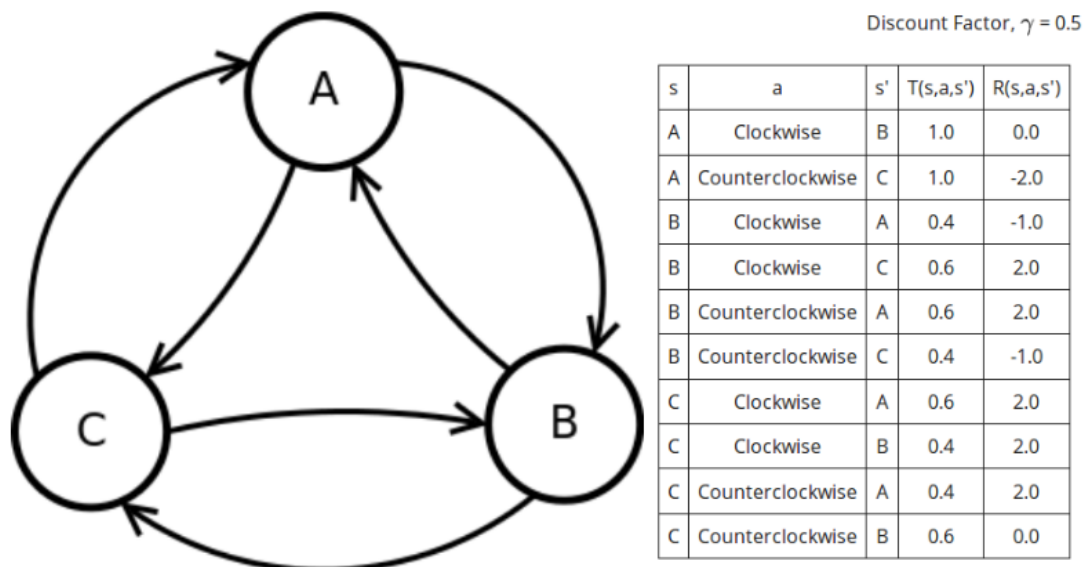 Discount Factor, γ = 0.5
A
C
B
s a s' T(s,a,s') R(s,a,s')
A Clockwise B 1.0 0.0
A Counterclockwise C 1.0 -2.0
B Clockwise A 0.4 -1.0
B Clockwise C 0.6 2.0
B Counterclockwise A 0.6 2.0
B Counterclockwise C 0.4 -1.0
C Clockwise A 0.6 2.0
C Clockwise B 0.4 2.0
C Counterclockwise A 0.4 2.0
C Counterclockwise B 0.6 0.0